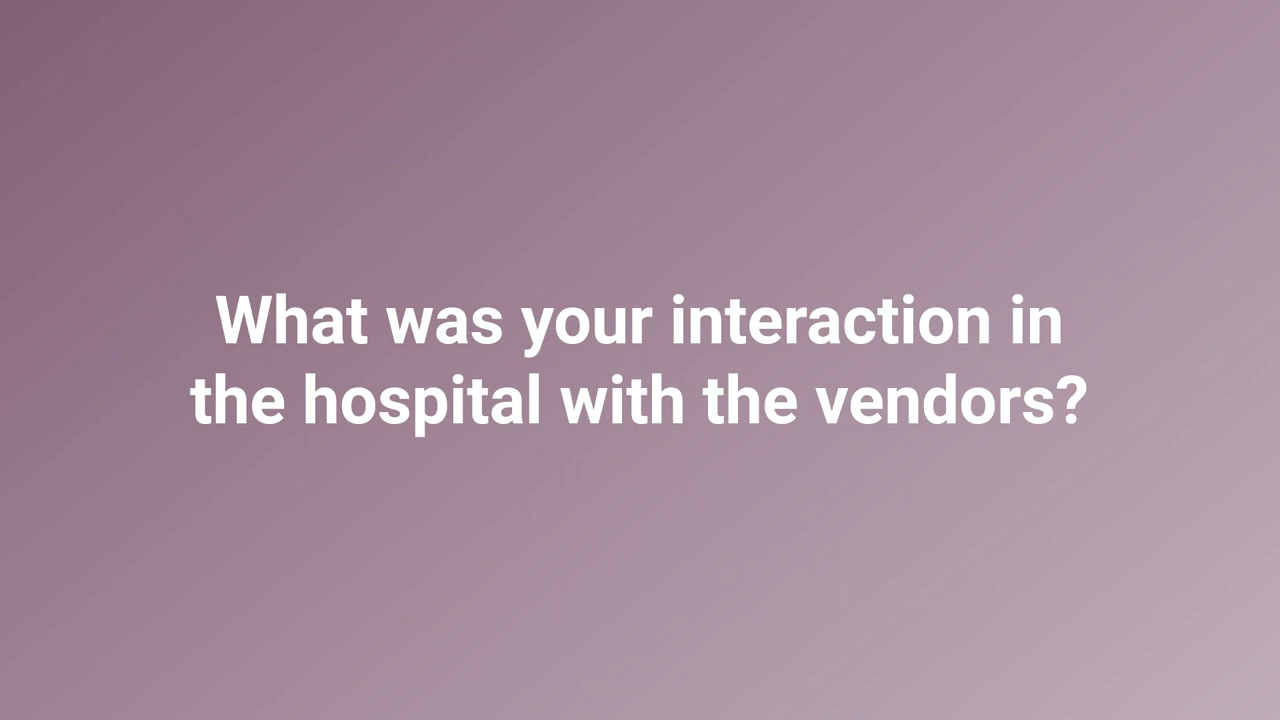 What was your interaction in
the hospital with the vendors?